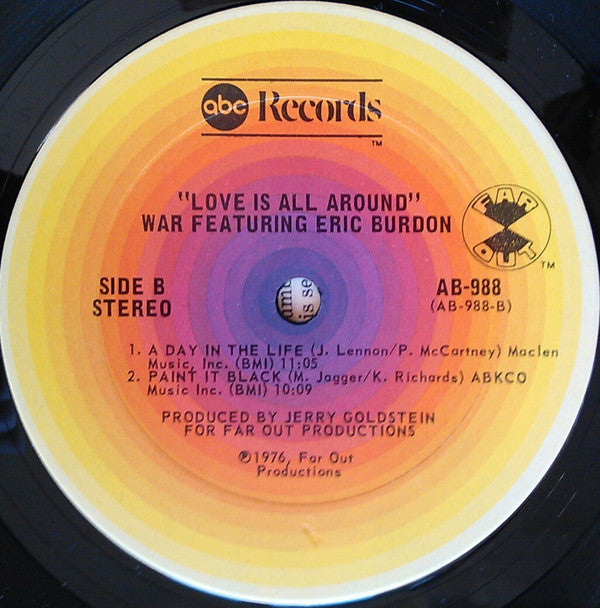 abc Records
TM
"LOVE IS ALL AROUND"
WAR FEATURING ERIC BURDON
FAR OUT
TM
SIDE B
STEREO
AB-988
(AB-988-B)
umb
is se
1. A DAY IN THE LIFE (J. Lennon/P. McCartney) Maclen
Music, Inc. (BMI) 11:05
2. PAINT IT BLACK (M. Jagger/K. Richards) ABKCO
Music Inc. (BMI) 10:09
PRODUCED BY JERRY GOLDSTEIN
FOR FAR OUT PRODUCTIONS
℗1976, Far Out
Productions